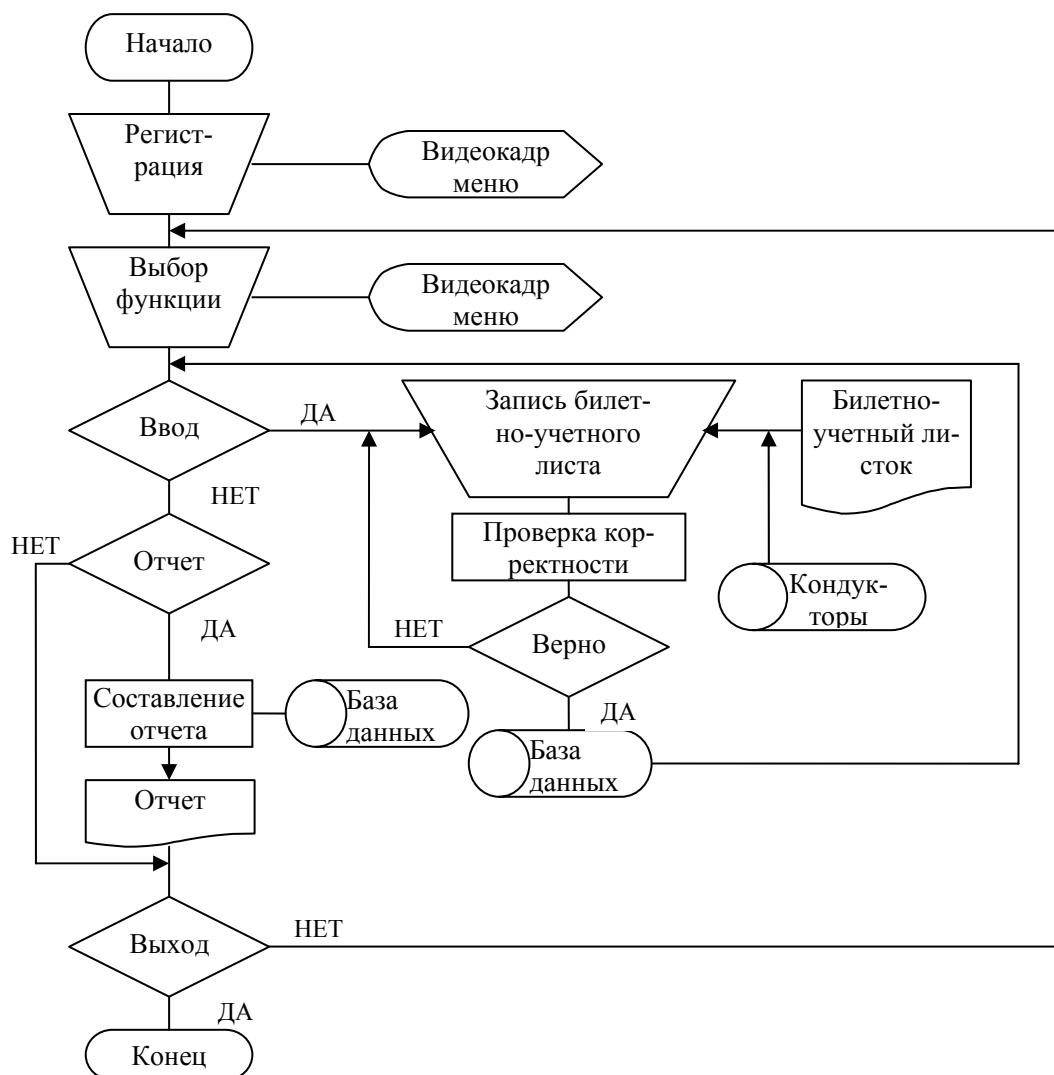 Начало
Регист-
рация
Видеокадр
меню
Выбор
функции
Видеокадр
меню
Ввод
ДА
Запись билет-
но-учетного
листа
Билетно-
учетный ли-
сток
НЕТ
НЕТ
Отчет
Проверка кор-
ректности
Кондук-
торы
ДА
НЕТ
Верно
ДА
Составление
отчета
База
данных
База
данных
Отчет
Выход
НЕТ
ДА
Конец